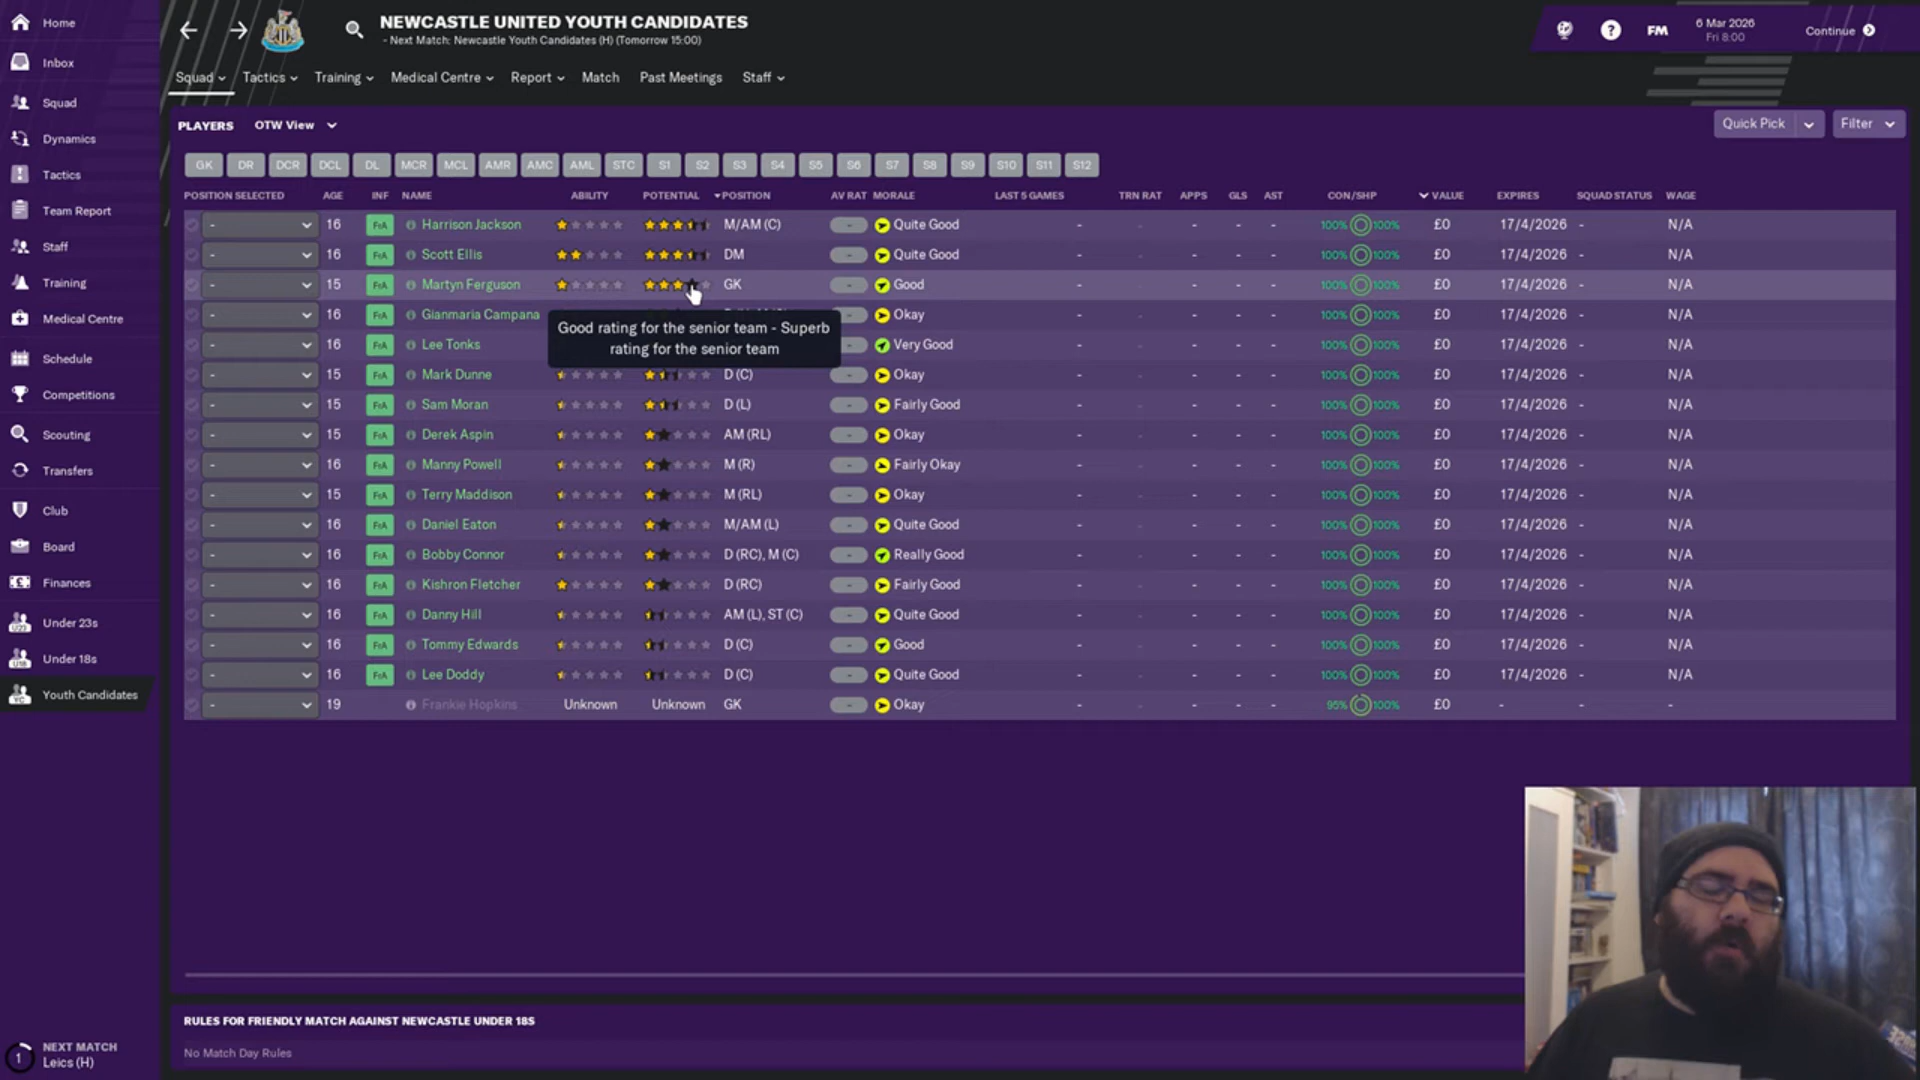 Home
Inbox
Squad
Dynamics
Tactics
Team Report
Staff
Training
Medical Centre
Schedule
Competitions
Scouting
Transfers
Club
Board
Finances
Under 23s
Under 18s
Youth Candidates
1 NEXT MATCH
Leics (H)
NEWCASTLE UNITED YOUTH CANDIDATES
- Next Match: Newcastle Youth Candidates (H) (Tomorrow 15:00)
? FM 6 Mar 2026 Continue
Fri 8:00
Squad Tactics Training Medical Centre Report Match Past Meetings Staff
PLAYERS OTW View Quick Pick Filter
GK DR DCR DCL DL MCR MCL AMR AMC AML STC S1 S2 S3 S4 S5 S6 S7 S8 S9 S10 S11 S12
POSITION SELECTED AGE INF NAME ABILITY POTENTIAL POSITION AV RAT MORALE LAST 5 GAMES TRN RAT APPS GLS AST CON/SHP VALUE EXPIRES SQUAD STATUS WAGE
- 16 FrA Harrison Jackson M/AM (C) - Quite Good - - - - - 100% 100% £0 17/4/2026 - N/A
- 16 FrA Scott Ellis DM - Quite Good - - - - - 100% 100% £0 17/4/2026 - N/A
- 15 FrA Martyn Ferguson GK - Good - - - - - 100% 100% £0 17/4/2026 - N/A
- 16 FrA Gianmaria Campana - Okay - - - - - 100% 100% £0 17/4/2026 - N/A
Good rating for the senior team - Superb
rating for the senior team
- 16 FrA Lee Tonks - Very Good - - - - - 100% 100% £0 17/4/2026 - N/A
- 15 FrA Mark Dunne D (C) - Okay - - - - - 100% 100% £0 17/4/2026 - N/A
- 15 FrA Sam Moran D (L) - Fairly Good - - - - - 100% 100% £0 17/4/2026 - N/A
- 15 FrA Derek Aspin AM (RL) - Okay - - - - - 100% 100% £0 17/4/2026 - N/A
- 16 FrA Manny Powell M (R) - Fairly Okay - - - - - 100% 100% £0 17/4/2026 - N/A
- 15 FrA Terry Maddison M (RL) - Okay - - - - - 100% 100% £0 17/4/2026 - N/A
- 16 FrA Daniel Eaton M/AM (L) - Quite Good - - - - - 100% 100% £0 17/4/2026 - N/A
- 16 FrA Bobby Connor D (RC), M (C) - Really Good - - - - - 100% 100% £0 17/4/2026 - N/A
- 16 FrA Kishron Fletcher D (RC) - Fairly Good - - - - - 100% 100% £0 17/4/2026 - N/A
- 16 FrA Danny Hill AM (L), ST (C) - Quite Good - - - - - 100% 100% £0 17/4/2026 - N/A
- 16 FrA Tommy Edwards D (C) - Good - - - - - 100% 100% £0 17/4/2026 - N/A
- 16 FrA Lee Doddy D (C) - Quite Good - - - - - 100% 100% £0 17/4/2026 - N/A
- 19 Frankie Hopkins Unknown Unknown GK - Okay - - - - - 95% 100% £0 - - -
RULES FOR FRIENDLY MATCH AGAINST NEWCASTLE UNDER 18S
No Match Day Rules